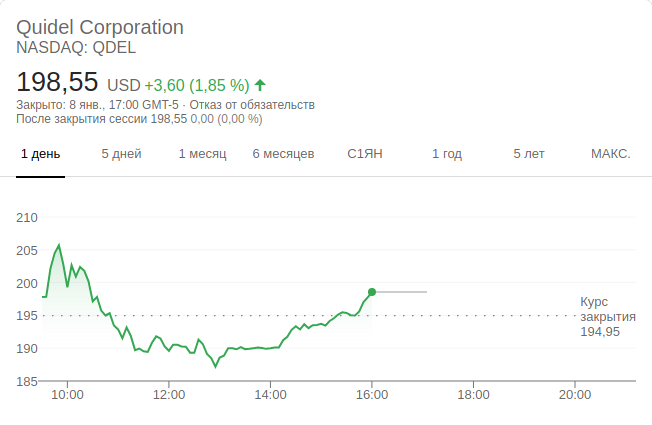 Quidel Corporation
NASDAQ: QDEL
198,55 USD +3,60 (1,85 %)
Закрыто: 8 янв., 17:00 GMT-5 · Отказ от обязательств
После закрытия сессии 198,55 0,00 (0,00 %)
1 день 5 дней 1 месяц 6 месяцев С1ЯН 1 год 5 лет МАКС.
210
205
200
195
190
185
Курс
закрытия
194,95
10:00 12:00 14:00 16:00 18:00 20:00